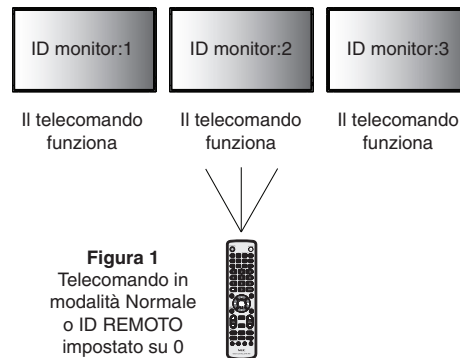 ID monitor:1
ID monitor:2
ID monitor:3
Il telecomando
funziona
Il telecomando
funziona
Il telecomando
funziona
Figura 1
Telecomando in
modalità Normale
o ID REMOTO
impostato su 0